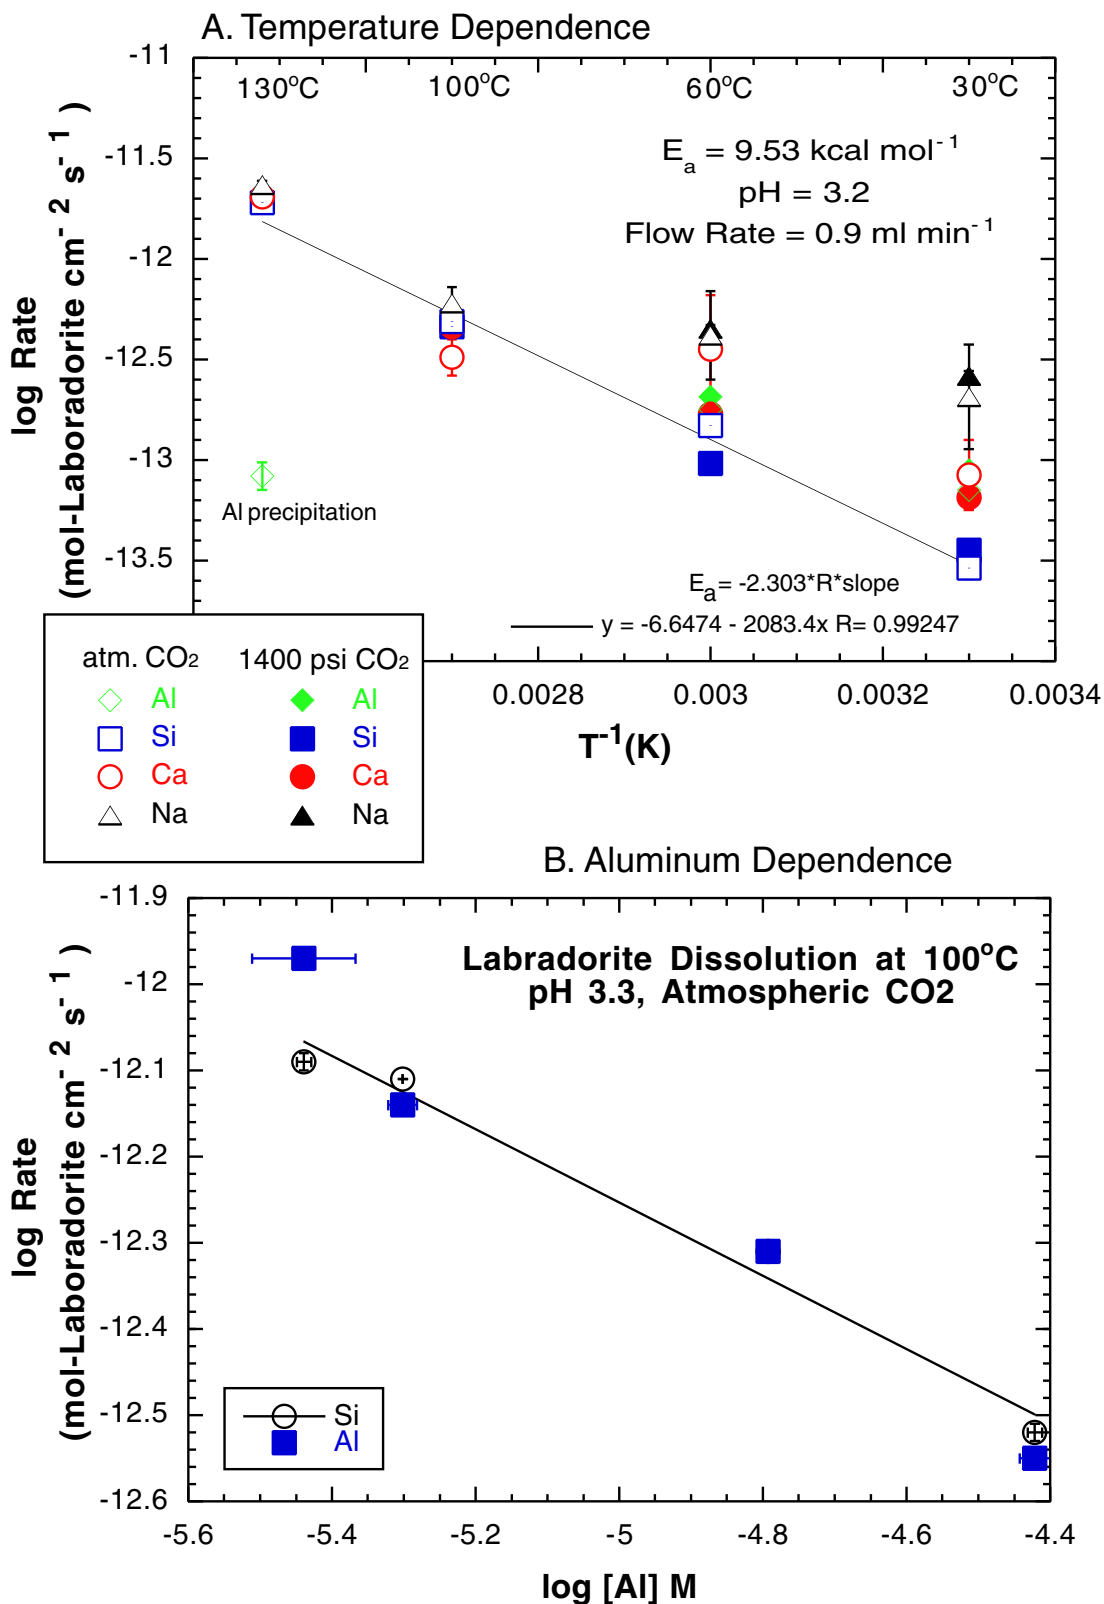 A. Temperature Dependence
-11
-11.5
-12
-12.5
-13
-13.5
log Rate
(mol-Laboradorite cm⁻² s⁻¹)
130°C 100°C 60°C 30°C
Eₐ = 9.53 kcal mol⁻¹
pH = 3.2
Flow Rate = 0.9 ml min⁻¹
Al precipitation
Eₐ= -2.303*R*slope
y = -6.6474 - 2083.4x R= 0.99247
0.0028 0.003 0.0032 0.0034
T⁻¹(K)
atm. CO₂ 1400 psi CO₂
Al Al
Si Si
Ca Ca
Na Na
B. Aluminum Dependence
-11.9
-12
-12.1
-12.2
-12.3
-12.4
-12.5
-12.6
log Rate
(mol-Laboradorite cm⁻² s⁻¹)
Labradorite Dissolution at 100°C
pH 3.3, Atmospheric CO2
Si
Al
-5.6 -5.4 -5.2 -5 -4.8 -4.6 -4.4
log [Al] M